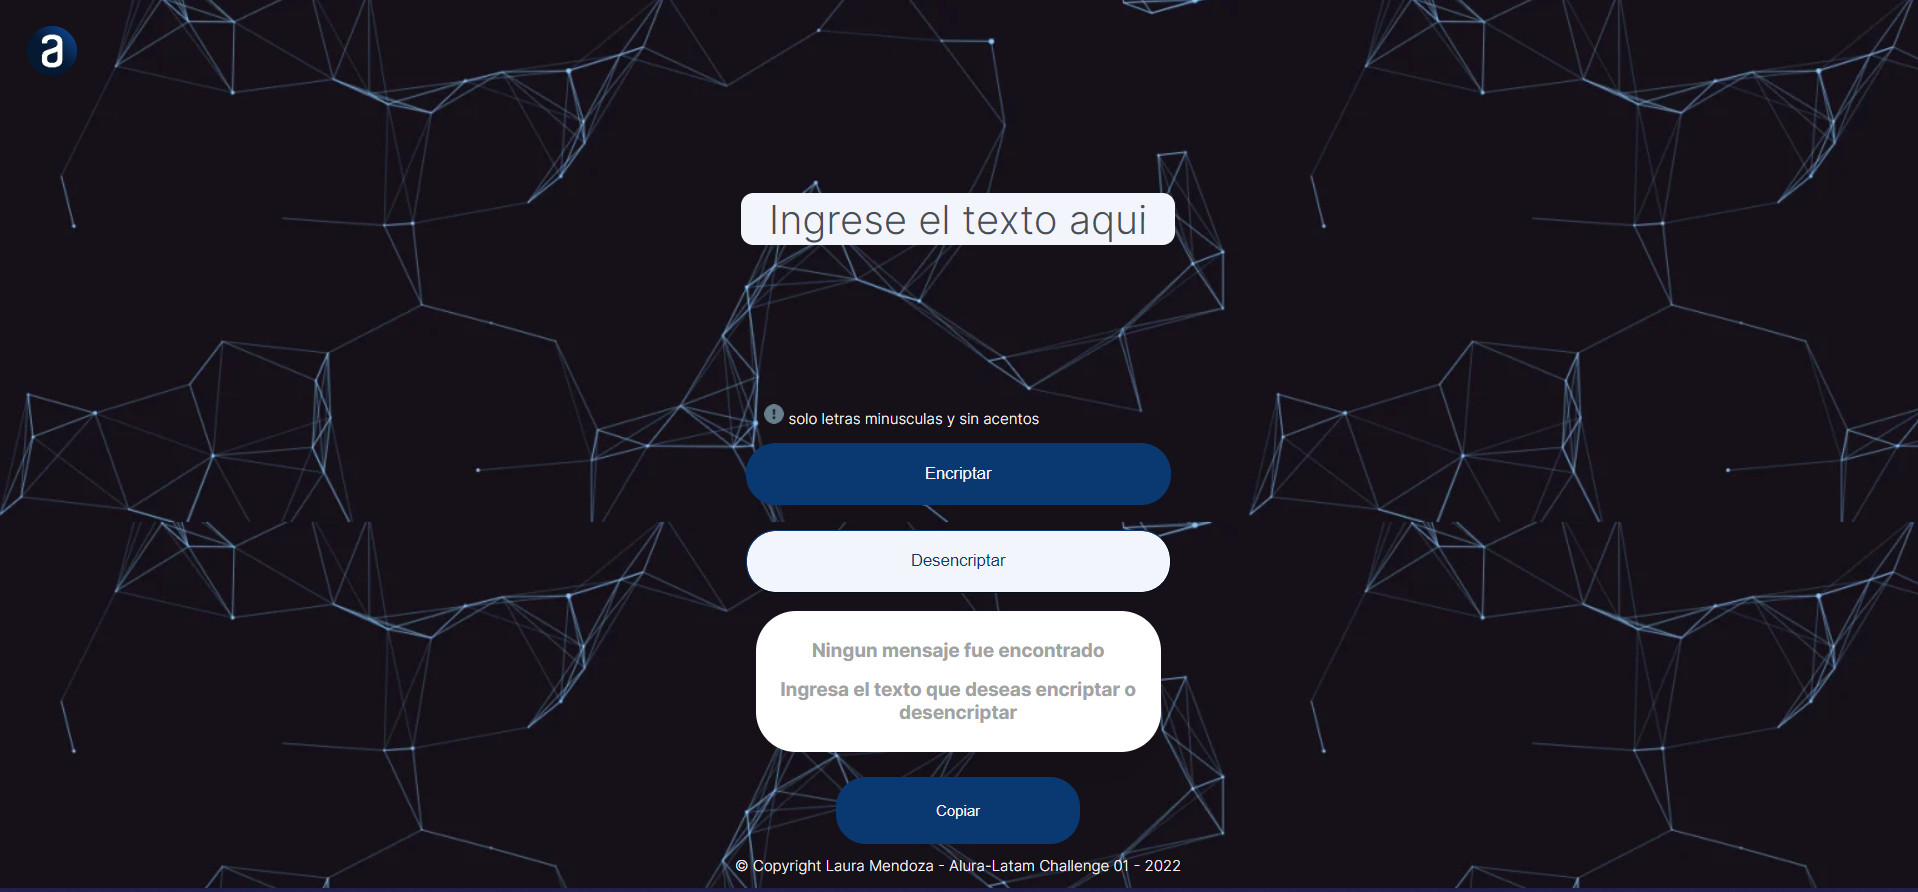 a
Ingrese el texto aqui
solo letras minusculas y sin acentos
Encriptar
Desencriptar
Ningun mensaje fue encontrado
Ingresa el texto que deseas encriptar o
desencriptar
Copiar
© Copyright Laura Mendoza - Alura-Latam Challenge 01 - 2022